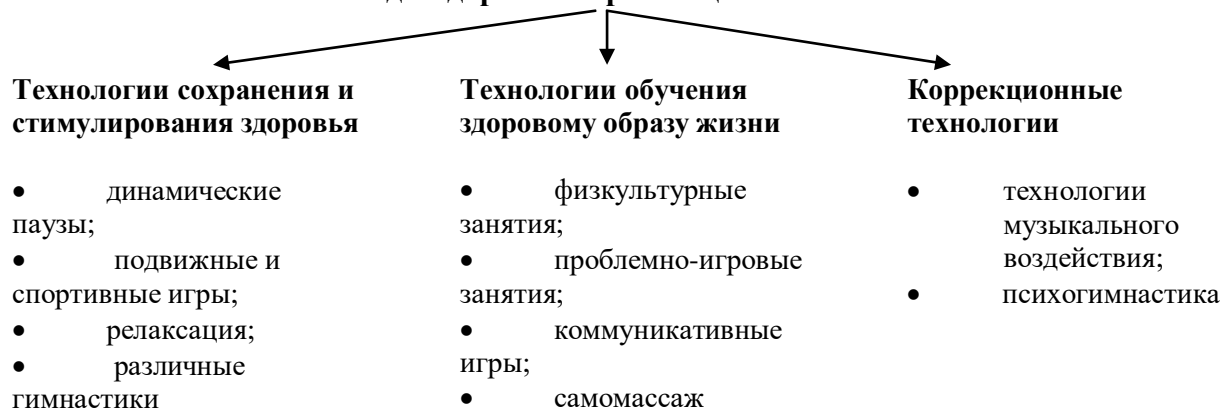 Технологии сохранения и
стимулирования здоровья
• динамические
паузы;
• подвижные и
спортивные игры;
• релаксация;
• различные
гимнастики
Технологии обучения
здоровому образу жизни
• физкультурные
занятия;
• проблемно-игровые
занятия;
• коммуникативные
игры;
• самомассаж
Коррекционные
технологии
• технологии
музыкального
воздействия;
• психогимнастика